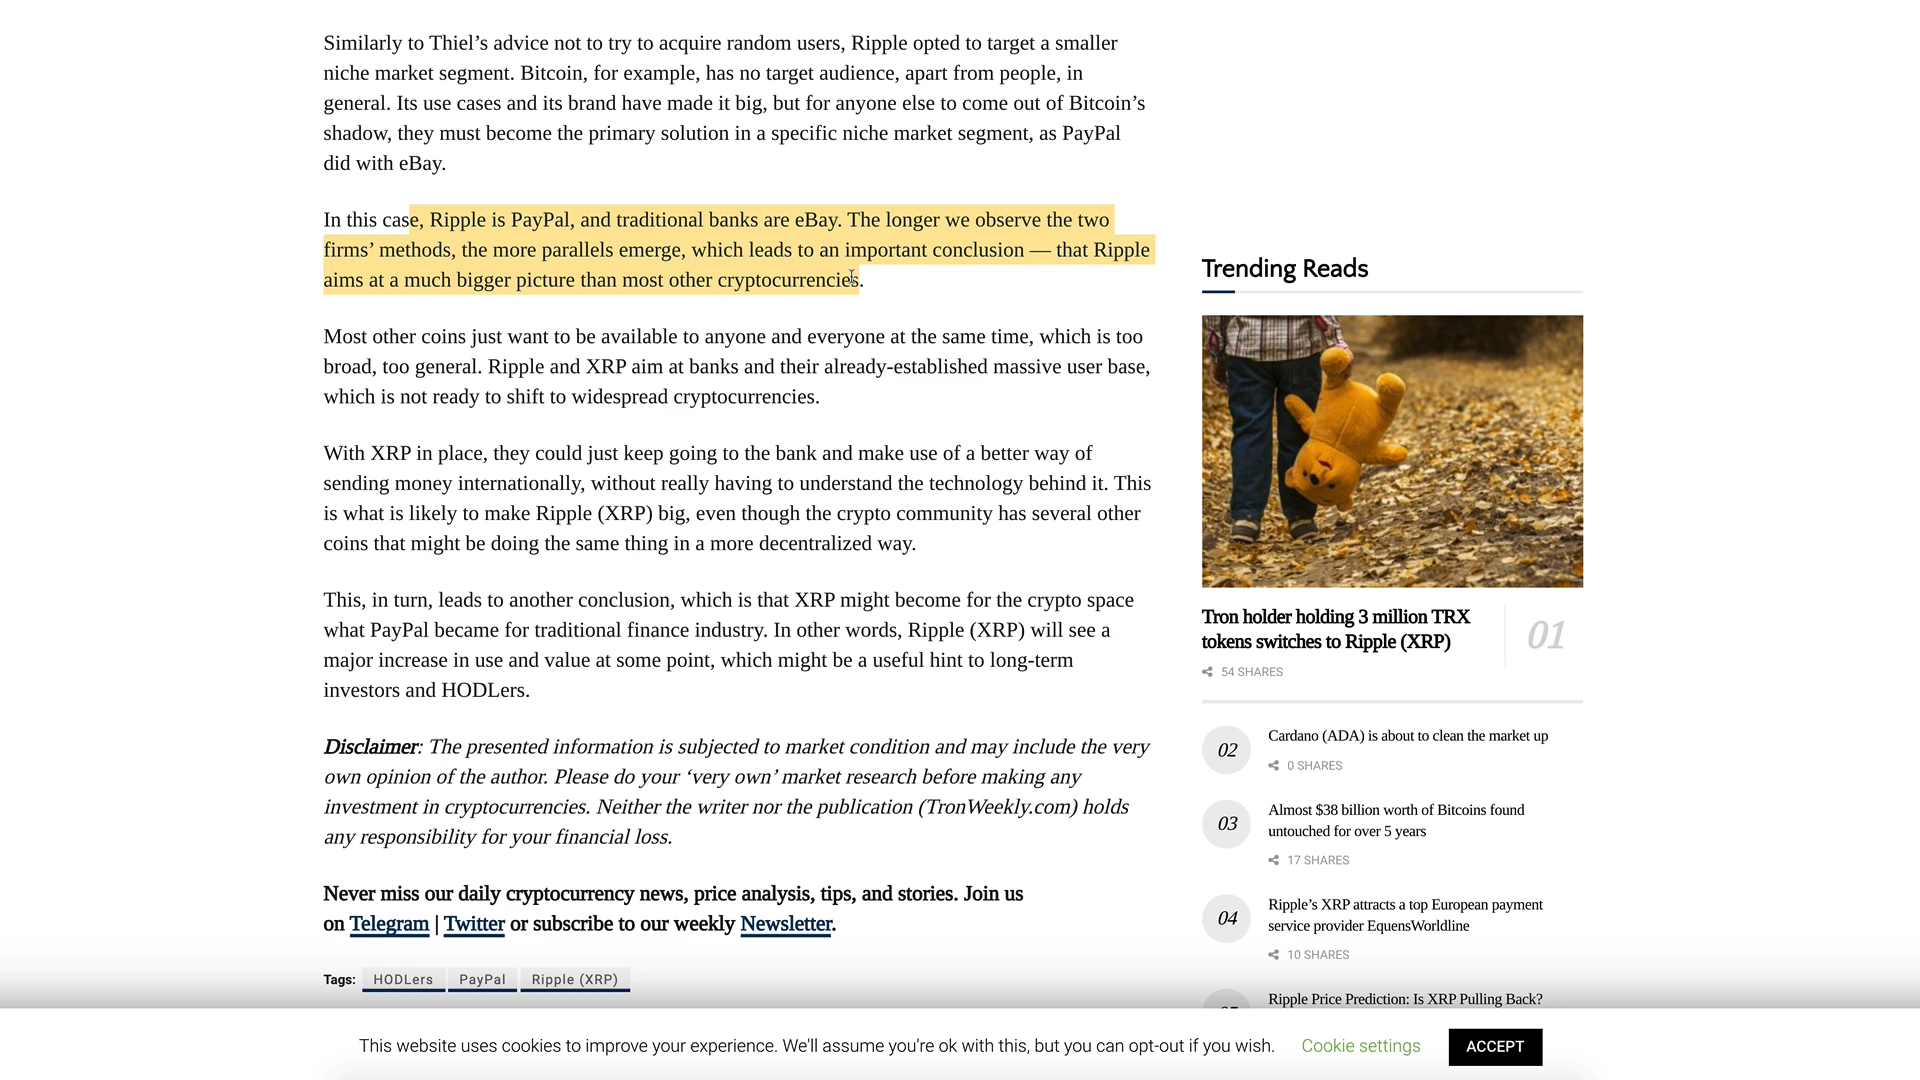 Similarly to Thiel’s advice not to try to acquire random users, Ripple opted to target a smaller
niche market segment. Bitcoin, for example, has no target audience, apart from people, in
general. Its use cases and its brand have made it big, but for anyone else to come out of Bitcoin’s
shadow, they must become the primary solution in a specific niche market segment, as PayPal
did with eBay.
In this case, Ripple is PayPal, and traditional banks are eBay. The longer we observe the two
firms’ methods, the more parallels emerge, which leads to an important conclusion — that Ripple
aims at a much bigger picture than most other cryptocurrencies.
Most other coins just want to be available to anyone and everyone at the same time, which is too
broad, too general. Ripple and XRP aim at banks and their already-established massive user base,
which is not ready to shift to widespread cryptocurrencies.
With XRP in place, they could just keep going to the bank and make use of a better way of
sending money internationally, without really having to understand the technology behind it. This
is what is likely to make Ripple (XRP) big, even though the crypto community has several other
coins that might be doing the same thing in a more decentralized way.
This, in turn, leads to another conclusion, which is that XRP might become for the crypto space
what PayPal became for traditional finance industry. In other words, Ripple (XRP) will see a
major increase in use and value at some point, which might be a useful hint to long-term
investors and HODLers.
Disclaimer: The presented information is subjected to market condition and may include the very
own opinion of the author. Please do your ‘very own’ market research before making any
investment in cryptocurrencies. Neither the writer nor the publication (TronWeekly.com) holds
any responsibility for your financial loss.
Never miss our daily cryptocurrency news, price analysis, tips, and stories. Join us
on Telegram | Twitter or subscribe to our weekly Newsletter.
Tags: HODLers PayPal Ripple (XRP)
Trending Reads
Tron holder holding 3 million TRX
tokens switches to Ripple (XRP)
01
54 SHARES
02
Cardano (ADA) is about to clean the market up
0 SHARES
03
Almost $38 billion worth of Bitcoins found
untouched for over 5 years
17 SHARES
04
Ripple’s XRP attracts a top European payment
service provider EquensWorldline
10 SHARES
Ripple Price Prediction: Is XRP Pulling Back?
This website uses cookies to improve your experience. We'll assume you're ok with this, but you can opt-out if you wish. Cookie settings ACCEPT